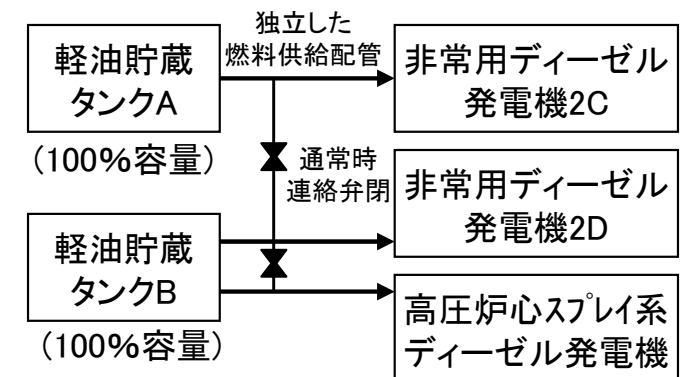 独立した
燃料供給配管
軽油貯蔵
タンクA
(100%容量)
非常用ディーゼル
発電機2C
通常時
連絡弁閉
非常用ディーゼル
発電機2D
軽油貯蔵
タンクB
(100%容量)
高圧炉心スプレイ系
ディーゼル発電機